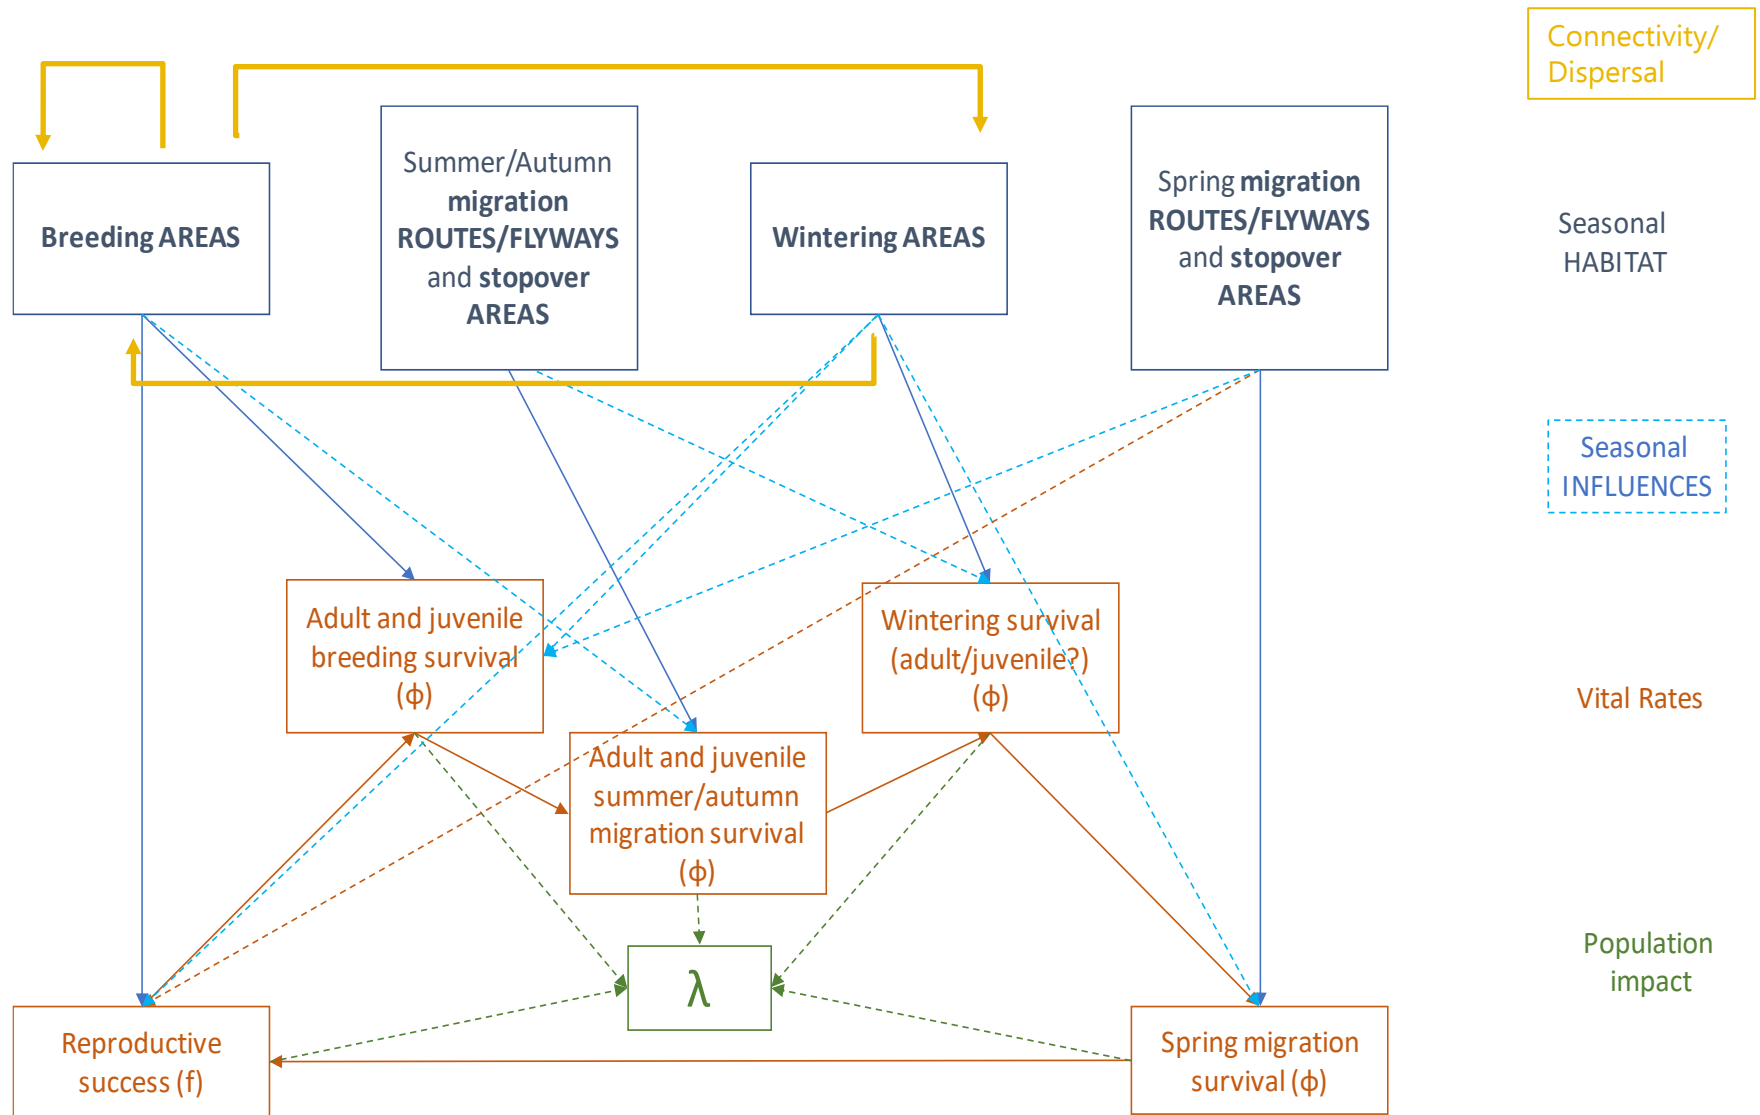 Connectivity/
Dispersal
Breeding AREAS
Summer/Autumn
migration
ROUTES/FLYWAYS
and stopover
AREAS
Wintering AREAS
Spring migration
ROUTES/FLYWAYS
and stopover
AREAS
Seasonal
HABITAT
Seasonal
INFLUENCES
Adult and juvenile
breeding survival
(ϕ)
Wintering survival
(adult/juvenile?)
(ϕ)
Vital Rates
Adult and juvenile
summer/autumn
migration survival
(ϕ)
λ
Population
impact
Reproductive
success (f)
Spring migration
survival (ϕ)